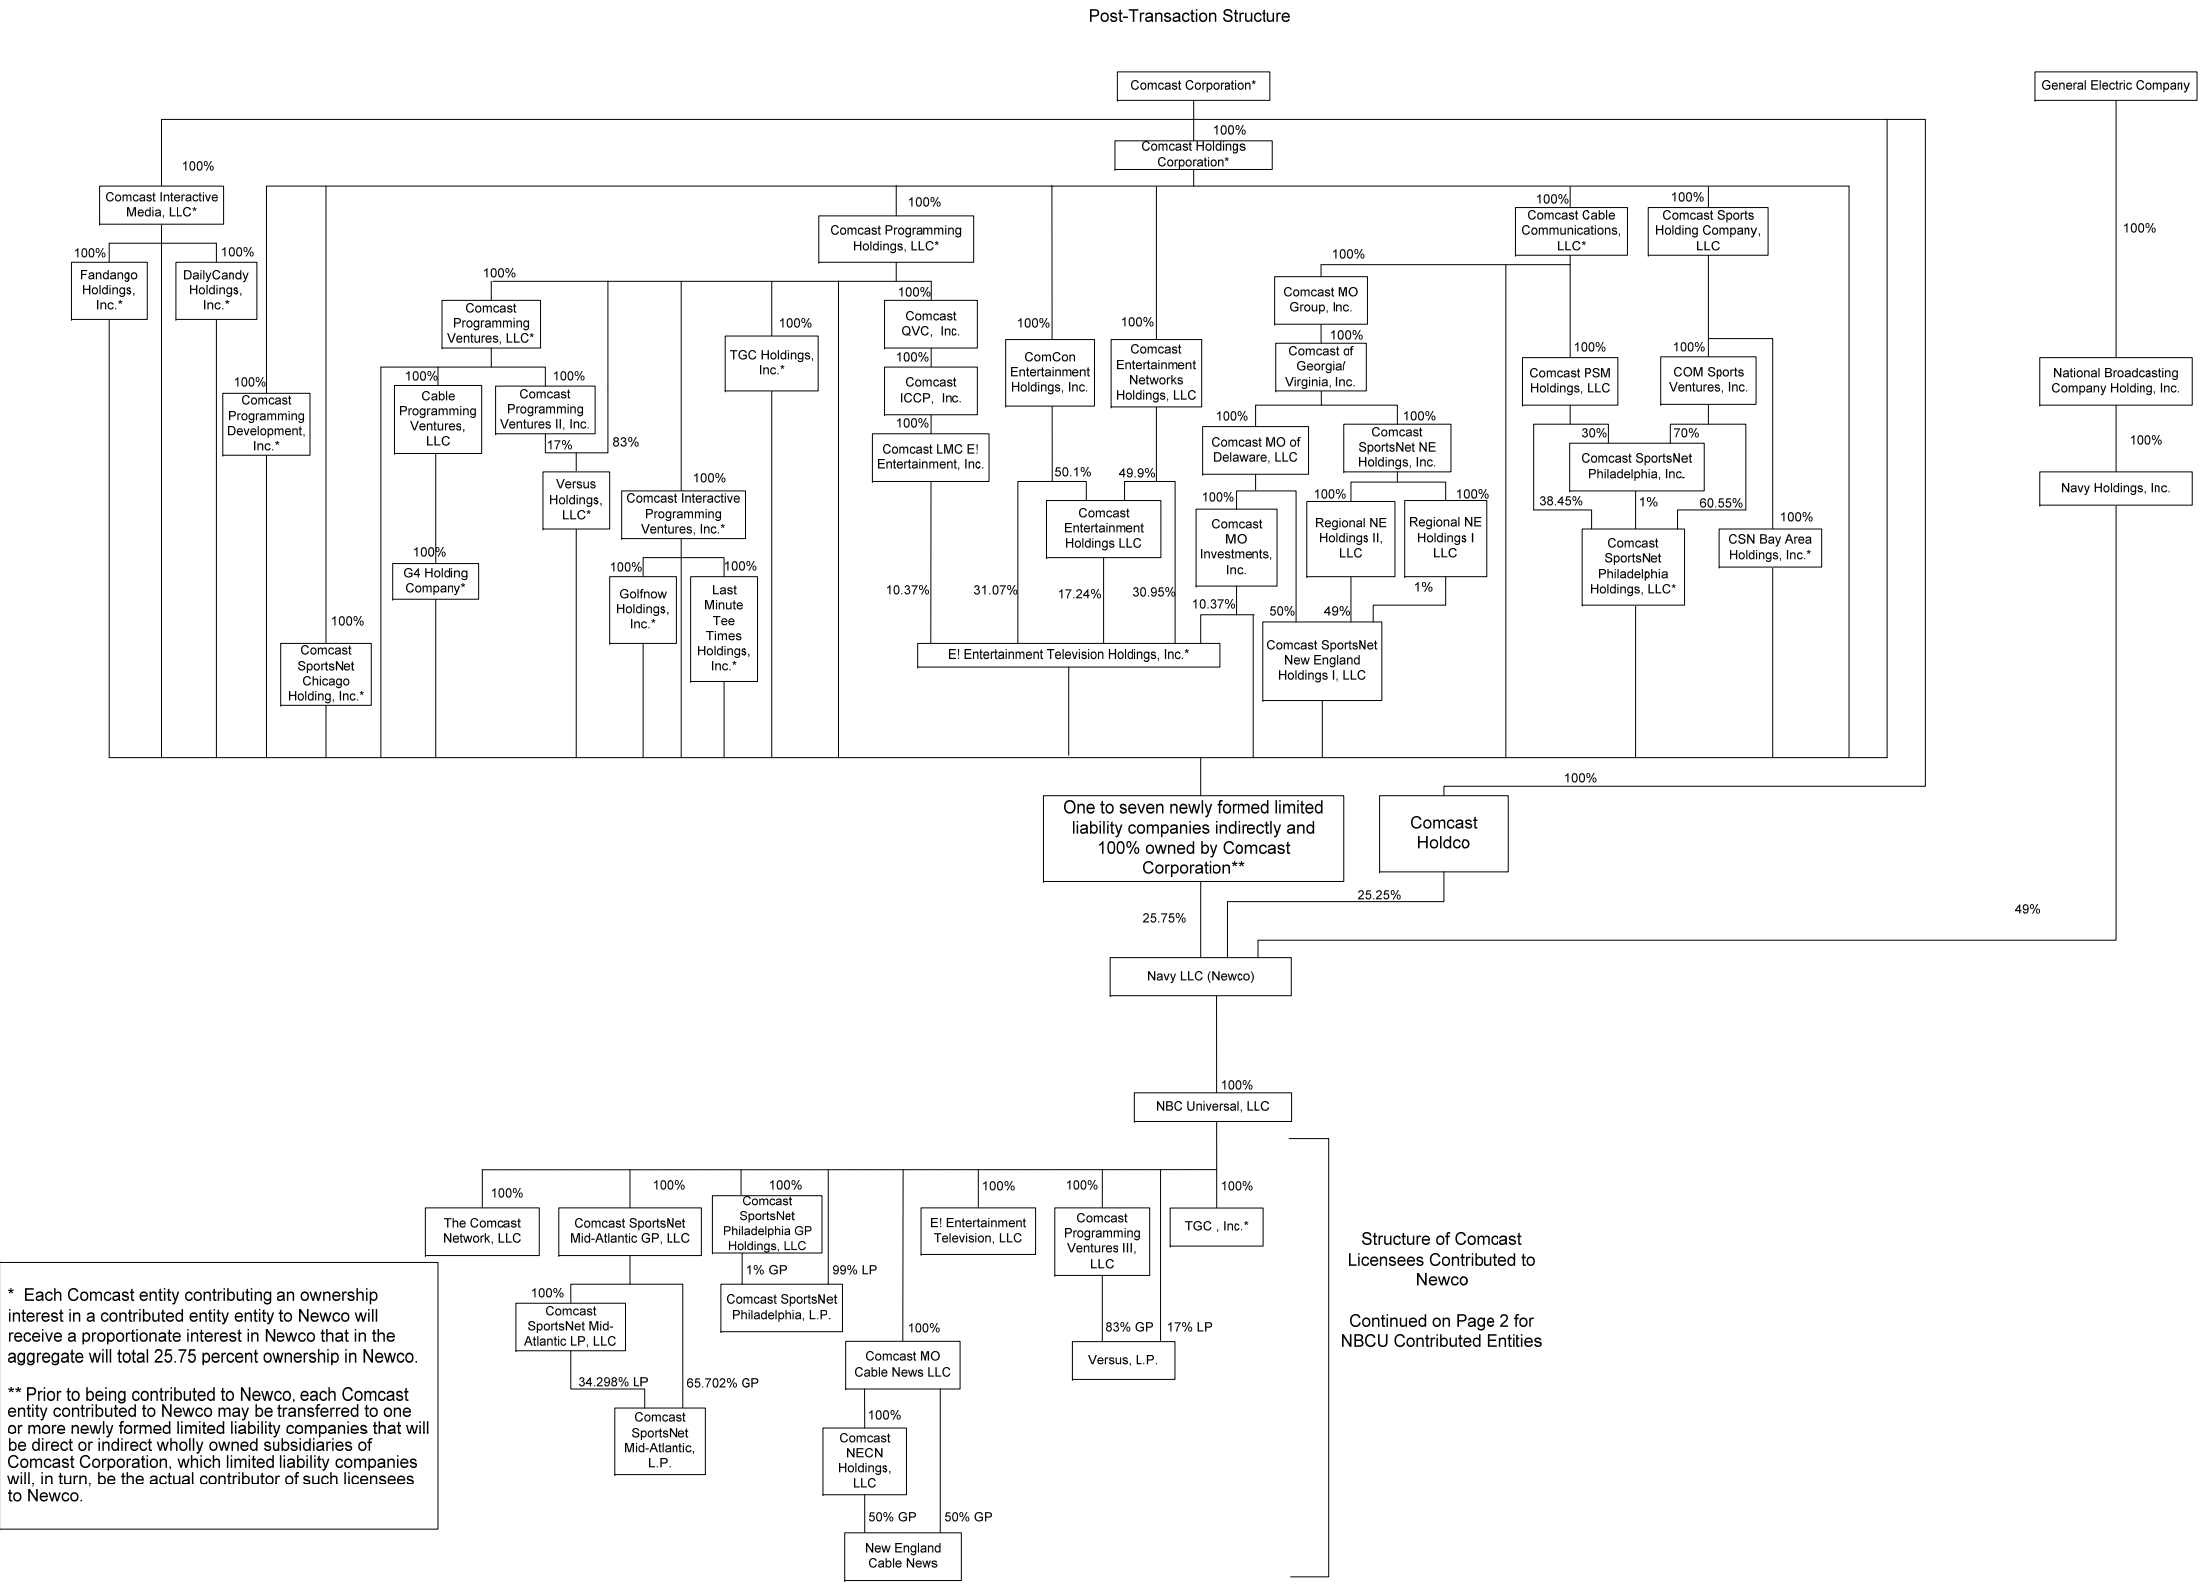 Post-Transaction Structure
Comcast Corporation*
General Electric Company
100%
Comcast Holdings
Corporation*
100%
Comcast Interactive
Media, LLC*
100%
Fandango
Holdings,
Inc.*
100%
DailyCandy
Holdings,
Inc.*
100%
Comcast Programming
Holdings, LLC*
100%
Comcast Cable
Communications,
LLC*
100%
Comcast Sports
Holding Company,
LLC
100%
100%
Comcast
Programming
Ventures, LLC*
100%
Comcast
QVC, Inc.
100%
Comcast MO
Group, Inc.
100%
TGC Holdings,
Inc.*
100%
ComCon
Entertainment
Holdings, Inc.
100%
Comcast
Entertainment
Networks
Holdings, LLC
100%
Comcast of
Georgia/
Virginia, Inc.
100%
Comcast PSM
Holdings, LLC
100%
COM Sports
Ventures, Inc.
National Broadcasting
Company Holding, Inc.
100%
Comcast
Programming
Development,
Inc.*
100%
Cable
Programming
Ventures,
LLC
100%
Comcast
Programming
Ventures II, Inc.
100%
Comcast
ICCP, Inc.
17%
83%
100%
Comcast LMC E!
Entertainment, Inc.
100%
Comcast MO of
Delaware, LLC
100%
Comcast
SportsNet NE
Holdings, Inc.
30%
70%
Comcast SportsNet
Philadelphia, Inc.
100%
Navy Holdings, Inc.
Versus
Holdings,
LLC*
100%
Comcast Interactive
Programming
Ventures, Inc.*
50.1%
49.9%
Comcast
Entertainment
Holdings LLC
100%
Comcast
MO
Investments,
Inc.
100%
Regional NE
Holdings II,
LLC
100%
Regional NE
Holdings I
LLC
38.45%
1%
60.55%
Comcast
SportsNet
Philadelphia
Holdings, LLC*
100%
CSN Bay Area
Holdings, Inc.*
100%
G4 Holding
Company*
100%
Golfnow
Holdings,
Inc.*
100%
Last
Minute
Tee
Times
Holdings,
Inc.*
10.37%
31.07%
17.24%
30.95%
10.37%
50%
49%
1%
100%
Comcast
SportsNet
Chicago
Holding, Inc.*
E! Entertainment Television Holdings, Inc.*
Comcast SportsNet
New England
Holdings I, LLC
100%
One to seven newly formed limited
liability companies indirectly and
100% owned by Comcast
Corporation**
Comcast
Holdco
25.75%
25.25%
49%
Navy LLC (Newco)
100%
NBC Universal, LLC
100%
The Comcast
Network, LLC
100%
Comcast SportsNet
Mid-Atlantic GP, LLC
100%
Comcast
SportsNet
Philadelphia GP
Holdings, LLC
100%
E! Entertainment
Television, LLC
100%
Comcast
Programming
Ventures III,
LLC
100%
TGC , Inc.*
1% GP
99% LP
Comcast SportsNet
Philadelphia, L.P.
100%
Comcast
SportsNet Mid-
Atlantic LP, LLC
34.298% LP
65.702% GP
Comcast
SportsNet
Mid-Atlantic,
L.P.
100%
Comcast MO
Cable News LLC
83% GP
17% LP
Versus, L.P.
100%
Comcast
NECN
Holdings,
LLC
50% GP
50% GP
New England
Cable News
Structure of Comcast
Licensees Contributed to
Newco
Continued on Page 2 for
NBCU Contributed Entities
* Each Comcast entity contributing an ownership
interest in a contributed entity entity to Newco will
receive a proportionate interest in Newco that in the
aggregate will total 25.75 percent ownership in Newco.
** Prior to being contributed to Newco, each Comcast
entity contributed to Newco may be transferred to one
or more newly formed limited liability companies that will
be direct or indirect wholly owned subsidiaries of
Comcast Corporation, which limited liability companies
will, in turn, be the actual contributor of such licensees
to Newco.